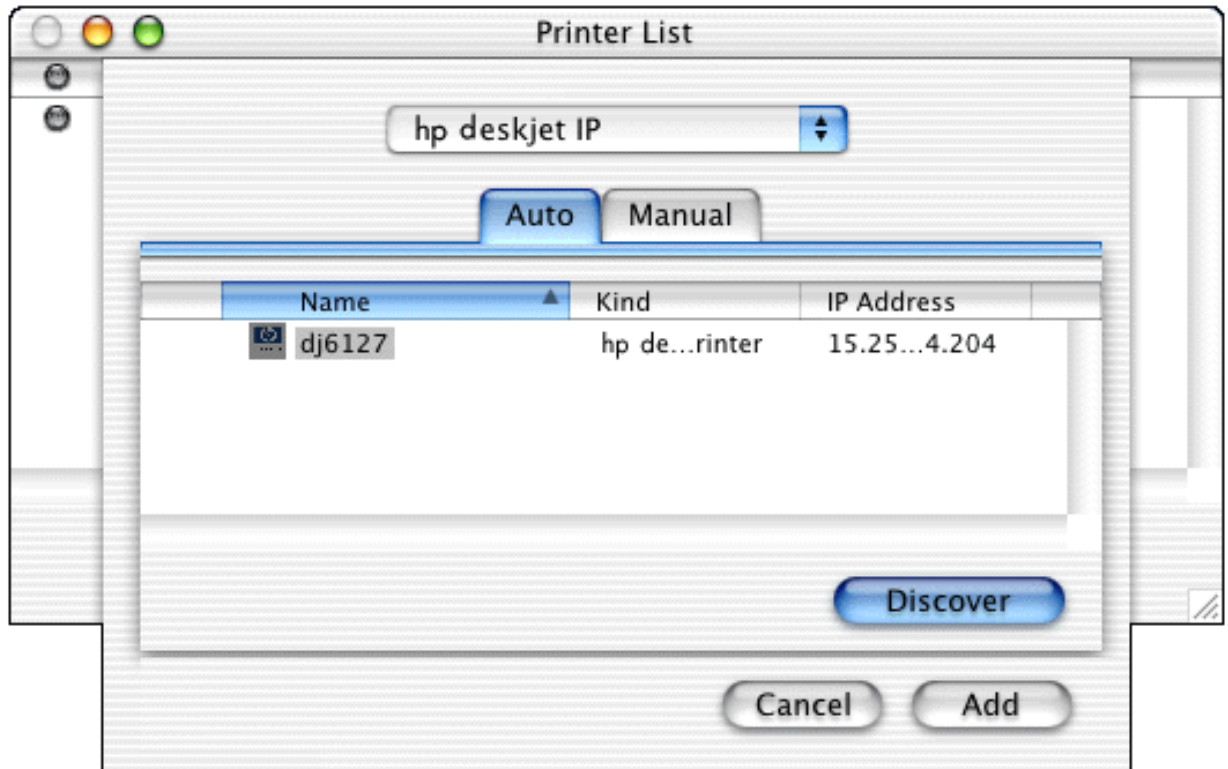 Printer List
hp deskjet IP
Auto Manual
Name Kind IP Address
dj6127 hp de...rinter 15.25...4.204
Discover
Cancel Add